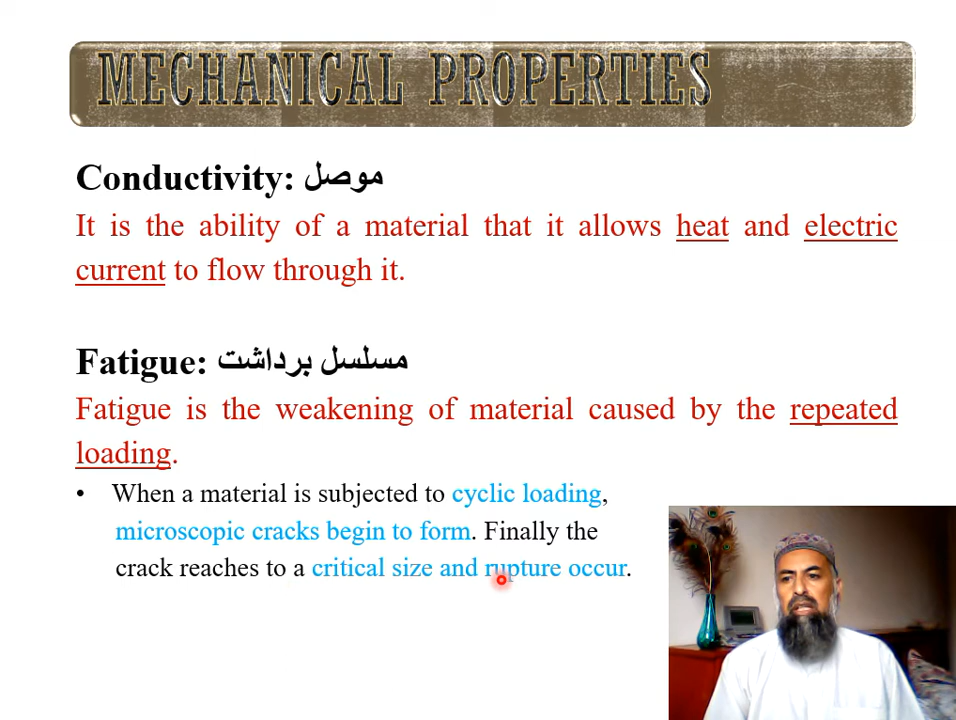 MECHANICAL PROPERTIES
Conductivity: موصل
It is the ability of a material that it allows heat and electric
current to flow through it.
Fatigue: مسلسل برداشت
Fatigue is the weakening of material caused by the repeated
loading.
• When a material is subjected to cyclic loading,
microscopic cracks begin to form. Finally the
crack reaches to a critical size and rupture occur.